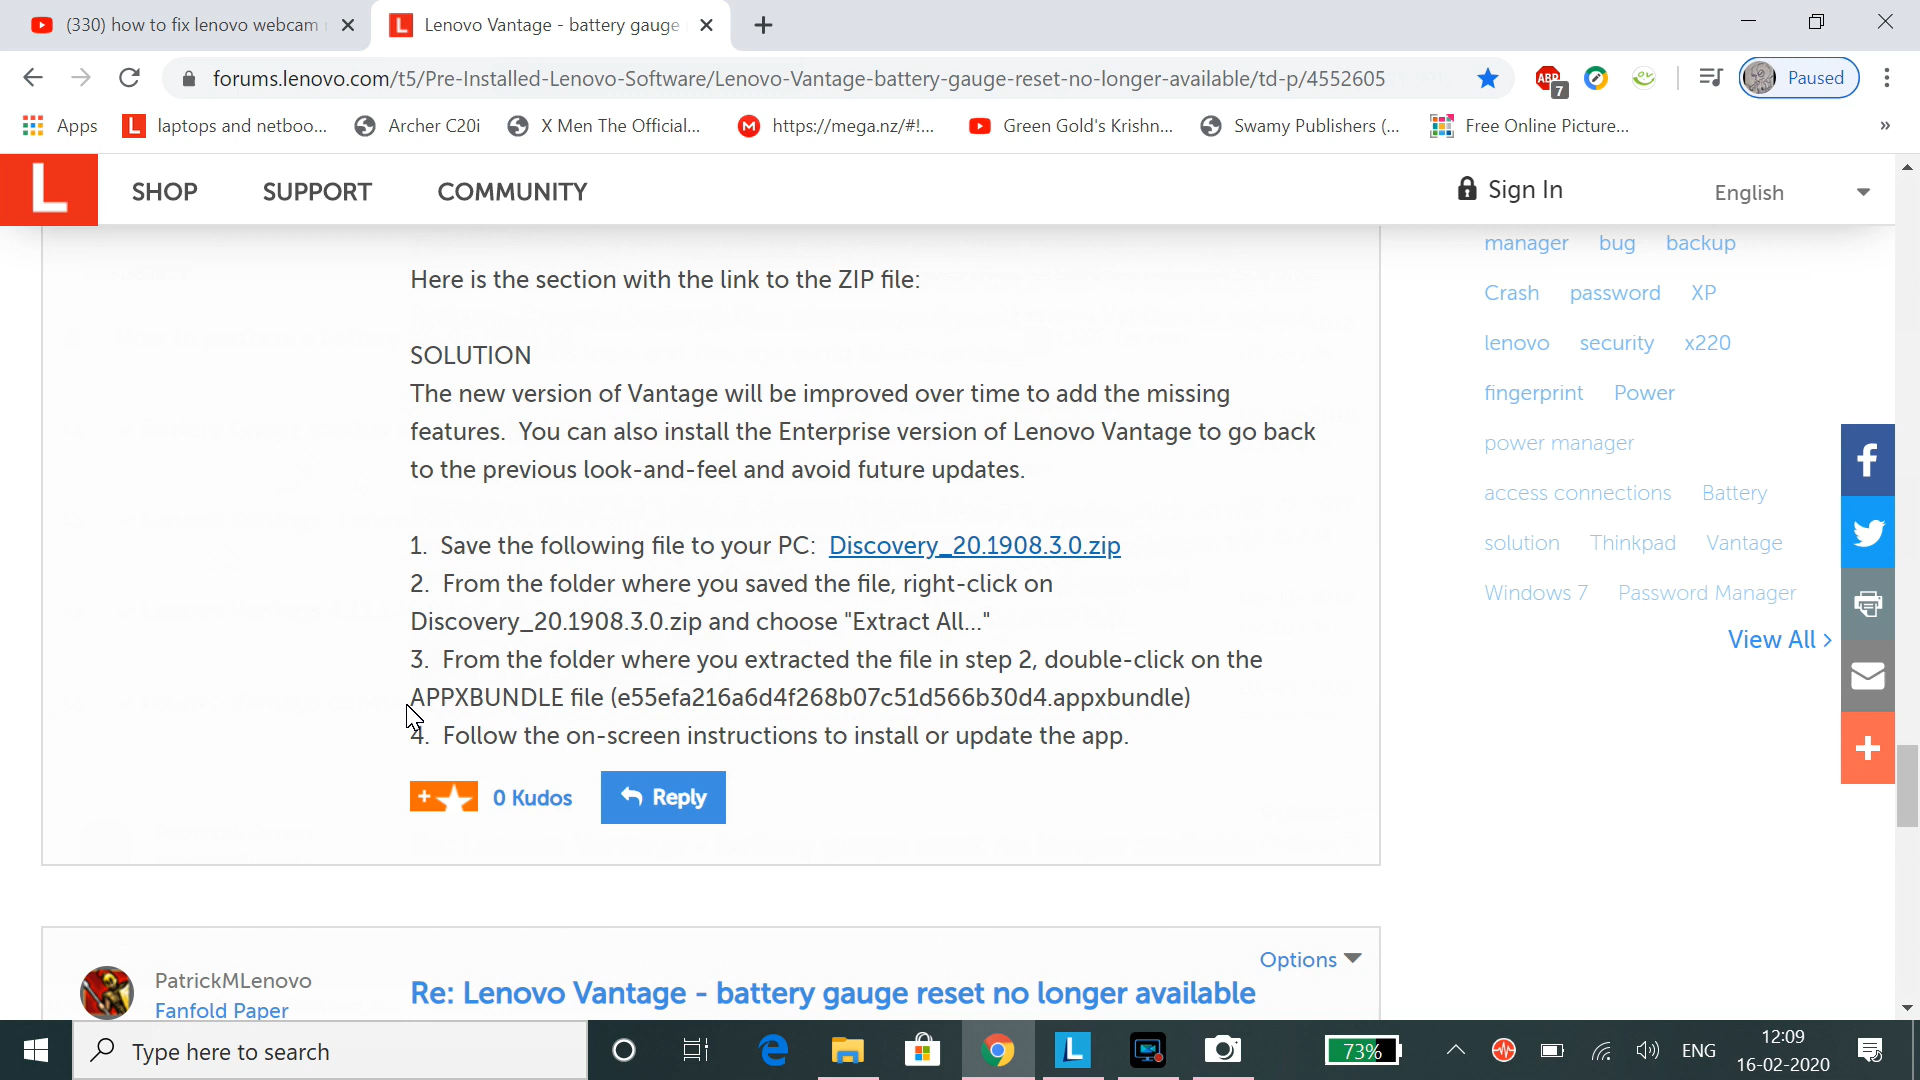 (330) how to fix lenovo webcam
Lenovo Vantage - battery gauge
forums.lenovo.com/t5/Pre-Installed-Lenovo-Software/Lenovo-Vantage-battery-gauge-reset-no-longer-available/td-p/4552605
ABP
7
Paused
Apps
L
laptops and netboo...
Archer C20i
X Men The Official...
M
https://mega.nz/#!...
Green Gold's Krishn...
Swamy Publishers (...
Free Online Picture...
»
L
SHOP
SUPPORT
COMMUNITY
Sign In
English
Here is the section with the link to the ZIP file:
SOLUTION
The new version of Vantage will be improved over time to add the missing
features. You can also install the Enterprise version of Lenovo Vantage to go back
to the previous look-and-feel and avoid future updates.
1. Save the following file to your PC: Discovery_20.1908.3.0.zip
2. From the folder where you saved the file, right-click on
Discovery_20.1908.3.0.zip and choose "Extract All..."
3. From the folder where you extracted the file in step 2, double-click on the
APPXBUNDLE file (e55efa216a6d4f268b07c51d566b30d4.appxbundle)
4. Follow the on-screen instructions to install or update the app.
0 Kudos
Reply
manager bug backup
Crash password XP
lenovo security x220
fingerprint Power
power manager
access connections Battery
solution Thinkpad Vantage
Windows 7 Password Manager
View All ›
PatrickMLenovo
Fanfold Paper
Options
Re: Lenovo Vantage - battery gauge reset no longer available
Type here to search
L
73%
ENG
12:09
16-02-2020